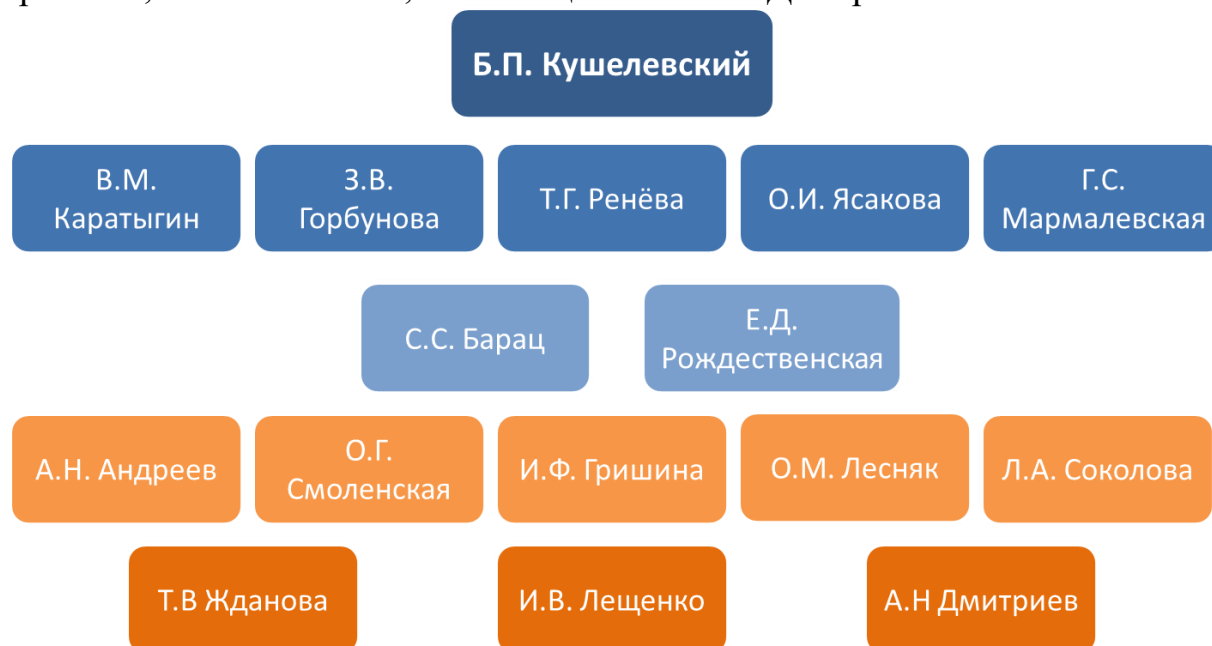 Б.П. Кушелевский
В.М.
Каратыгин
З.В.
Горбунова
Т.Г. Ренёва
О.И. Ясакова
Г.С.
Мармалевская
С.С. Барац
Е.Д.
Рождественская
А.Н. Андреев
О.Г.
Смоленская
И.Ф. Гришина
О.М. Лесняк
Л.А. Соколова
Т.В Жданова
И.В. Лещенко
А.Н Дмитриев